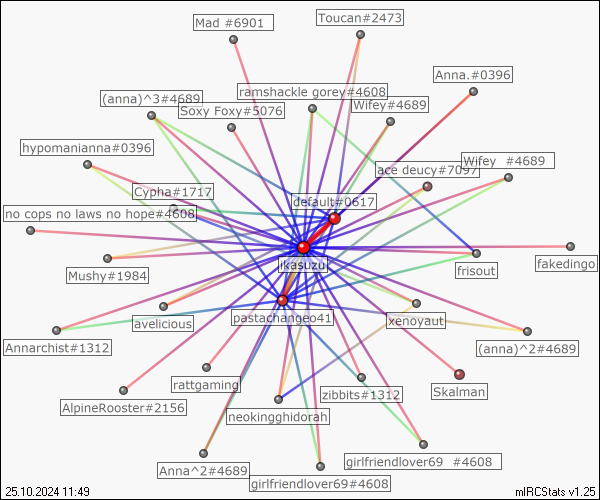 Mad #6901
Toucan#2473
Anna.#0396
ramshackle gorey#4608
(anna)^3#4689
Wifey#4689
Soxy Foxy#5076
hypomanianna#0396
Wifey  #4689
ace deucy#7097
Cypha#1717
default#0617
no cops no laws no hope#4608
ikasuzu
fakedingo
frisout
Mushy#1984
pastachangeo41
avelicious
xenoyaut
Annarchist#1312
(anna)^2#4689
rattgaming
zibbits#1312
Skalman
AlpineRooster#2156
neokingghidorah
girlfriendlover69  #4608
Anna^2#4689
girlfriendlover69#4608
25.10.2024 11:49
mIRCStats v1.25